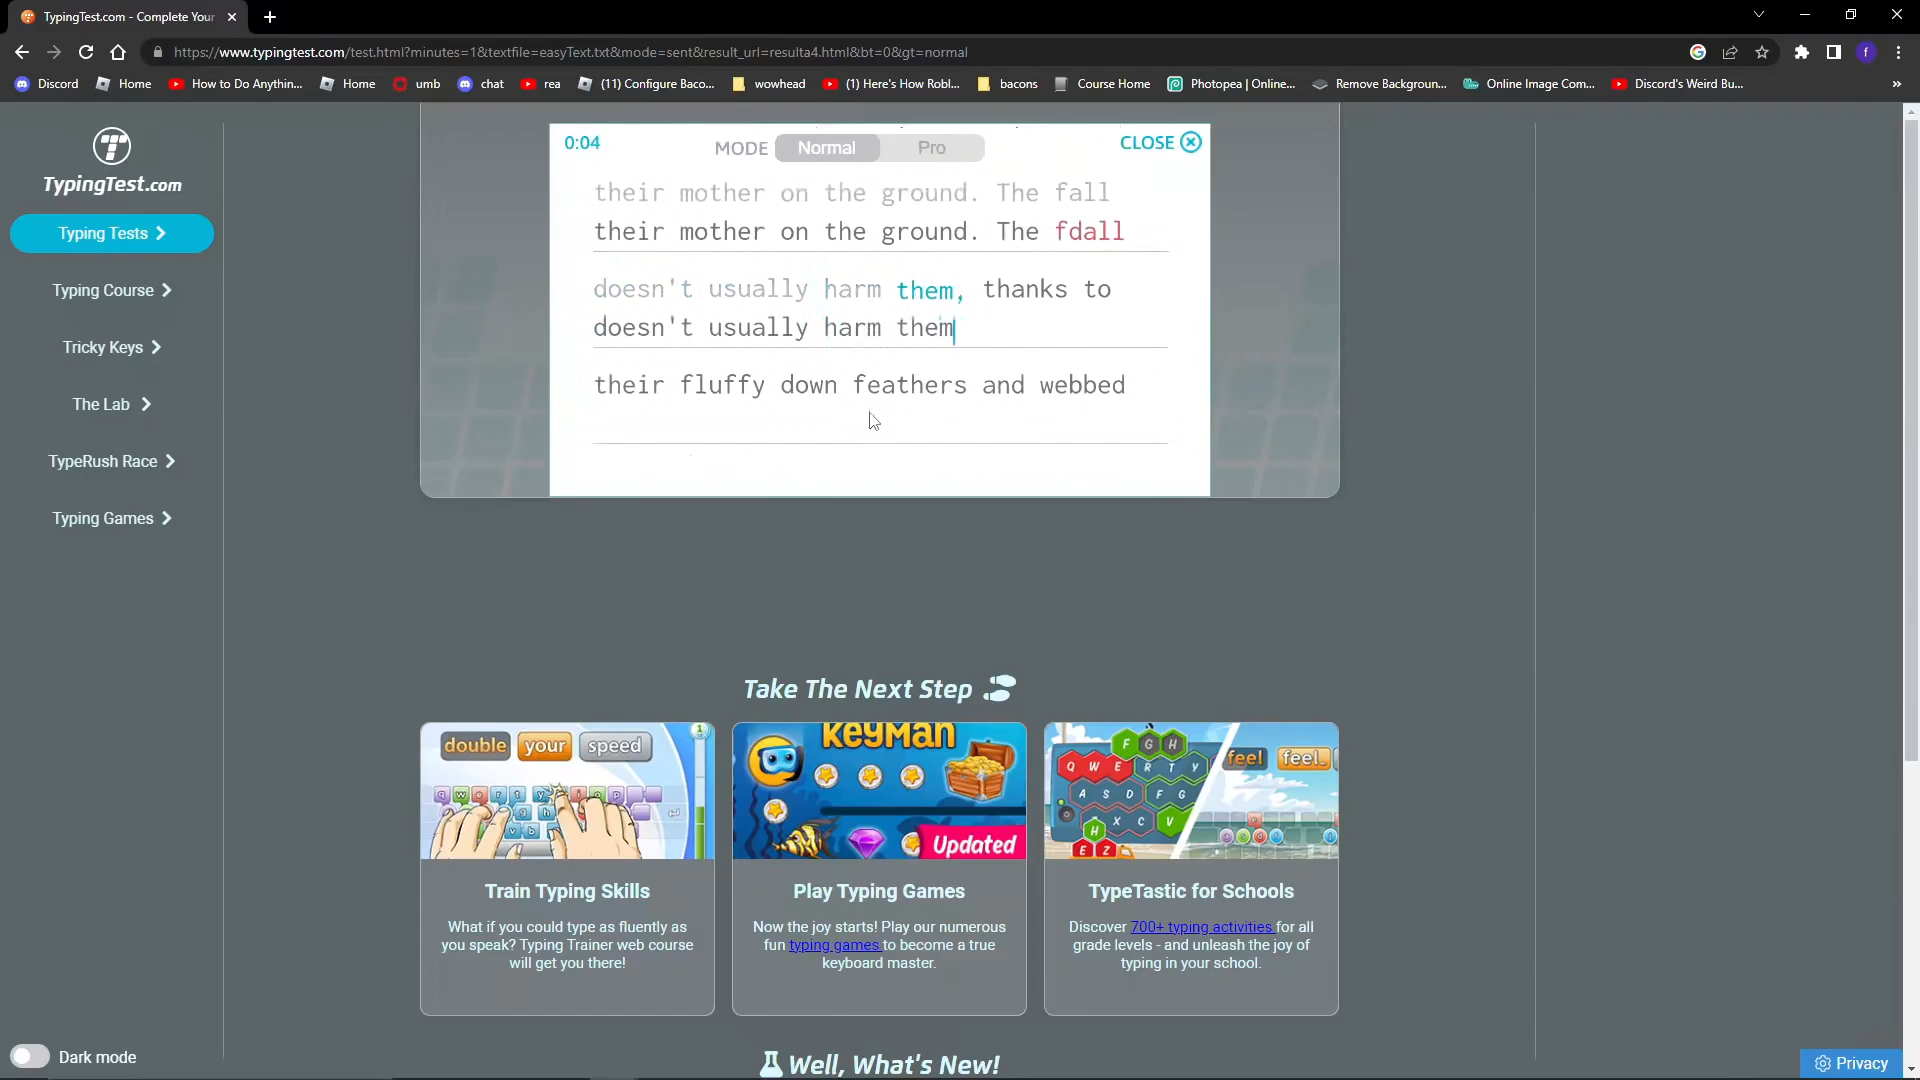 TypingTest.com - Complete Your
https://www.typingtest.com/test.html?minutes=1&textfile=easyText.txt&mode=sent&result_url=resulta4.html&bt=0&gt=normal
f
Discord Home How to Do Anythin... Home umb chat rea (11) Configure Baco... wowhead (1) Here's How Robl... bacons Course Home Photopea | Online... Remove Backgroun... Online Image Com... Discord's Weird Bu... »
TypingTest.com
Typing Tests
Typing Course
Tricky Keys
The Lab
TypeRush Race
Typing Games
0:04 MODE Normal Pro CLOSE
their mother on the ground. The fall
their mother on the ground. The fdall
doesn't usually harm them, thanks to
doesn't usually harm them
their fluffy down feathers and webbed
Take The Next Step
double your speed
KeyMan
Updated
F G H
Q W E R T Y
A S D F G
X C V
H
E Z
feel feel_
Train Typing Skills
What if you could type as fluently as
you speak? Typing Trainer web course
will get you there!
Play Typing Games
Now the joy starts! Play our numerous
fun typing games to become a true
keyboard master.
TypeTastic for Schools
Discover 700+ typing activities for all
grade levels - and unleash the joy of
typing in your school.
Well, What's New!
Dark mode
Privacy